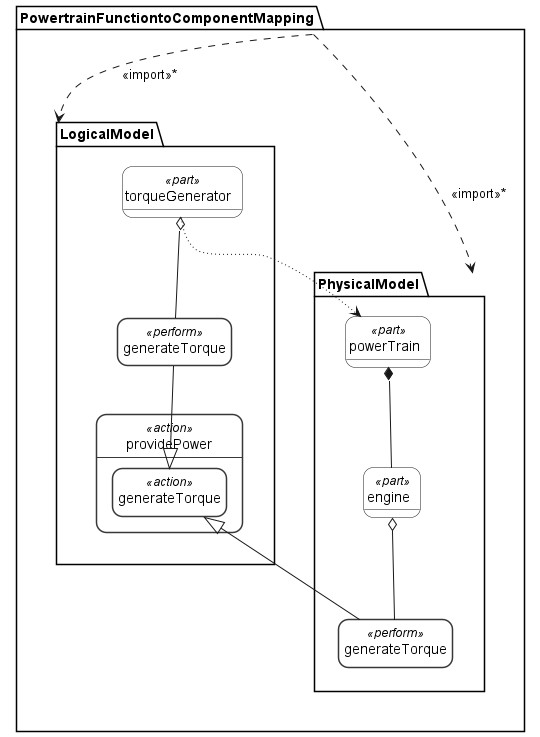 PowertrainFunctiontoComponentMapping
«import»*
LogicalModel
«part»
torqueGenerator
«import»*
PhysicalModel
«perform»
generateTorque
«part»
powerTrain
«action»
providePower
«action»
generateTorque
«part»
engine
«perform»
generateTorque